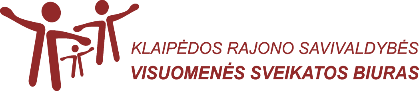 KLAIPĖDOS RAJONO SAVIVALDYBĖS
VISUOMENĖS SVEIKATOS BIURAS